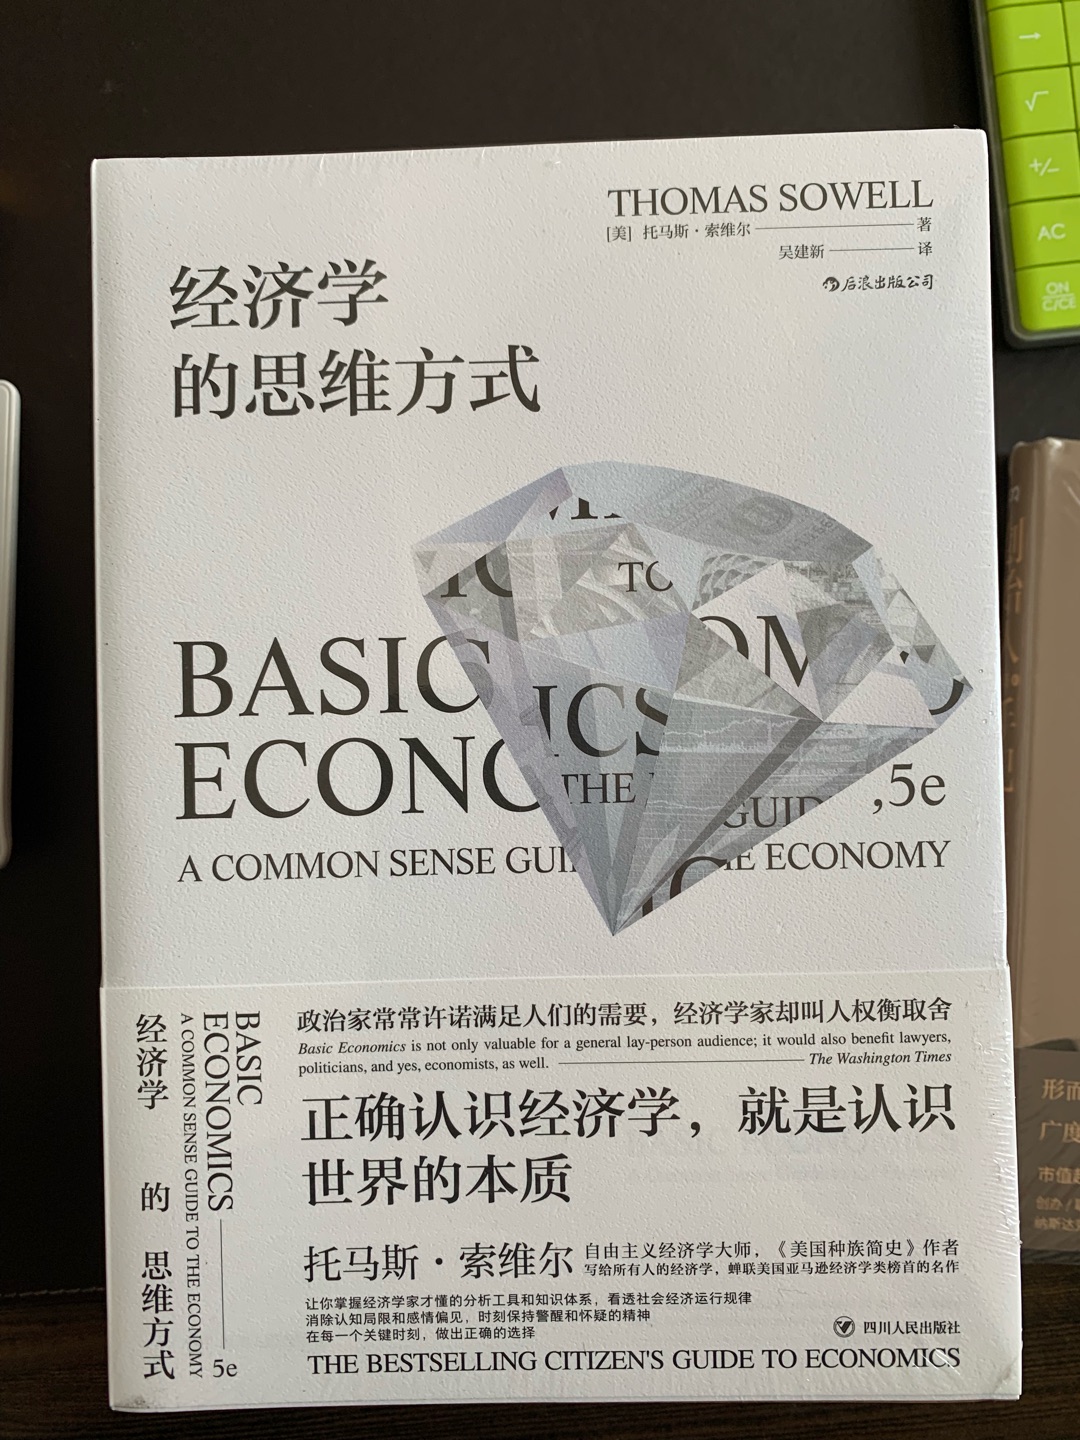 THOMAS SOWELL
[美] 托马斯·索维尔 著
吴建新 译
后浪出版公司
经济学
的思维方式
TO
BASIC
ECONO
ICS
THE
GUID
,5e
A COMMON SENSE GUI
ECONOMY
政治家常常许诺满足人们的需要，经济学家却叫人权衡取舍
Basic Economics is not only valuable for a general lay-person audience; it would also benefit lawyers,
politicians, and yes, economists, as well. The Washington Times
正确认识经济学，就是认识
世界的本质
托马斯·索维尔
自由主义经济学大师，《美国种族简史》作者
写给所有人的经济学，蝉联美国亚马逊经济学类榜首的名作
让你掌握经济学家才懂的分析工具和知识体系，看透社会经济运行规律
消除认知局限和感情偏见，时刻保持警醒和怀疑的精神
在每一个关键时刻，做出正确的选择
四川人民出版社
THE BESTSELLING CITIZEN'S GUIDE TO ECONOMICS
BASIC
ECONOMICS
A COMMON SENSE GUIDE TO THE ECONOMY
5e
经济学 的 思维方式
→
√
+/−
AC
ON
C/CE
形而
广度
市值超
创办 / 联
纳斯达